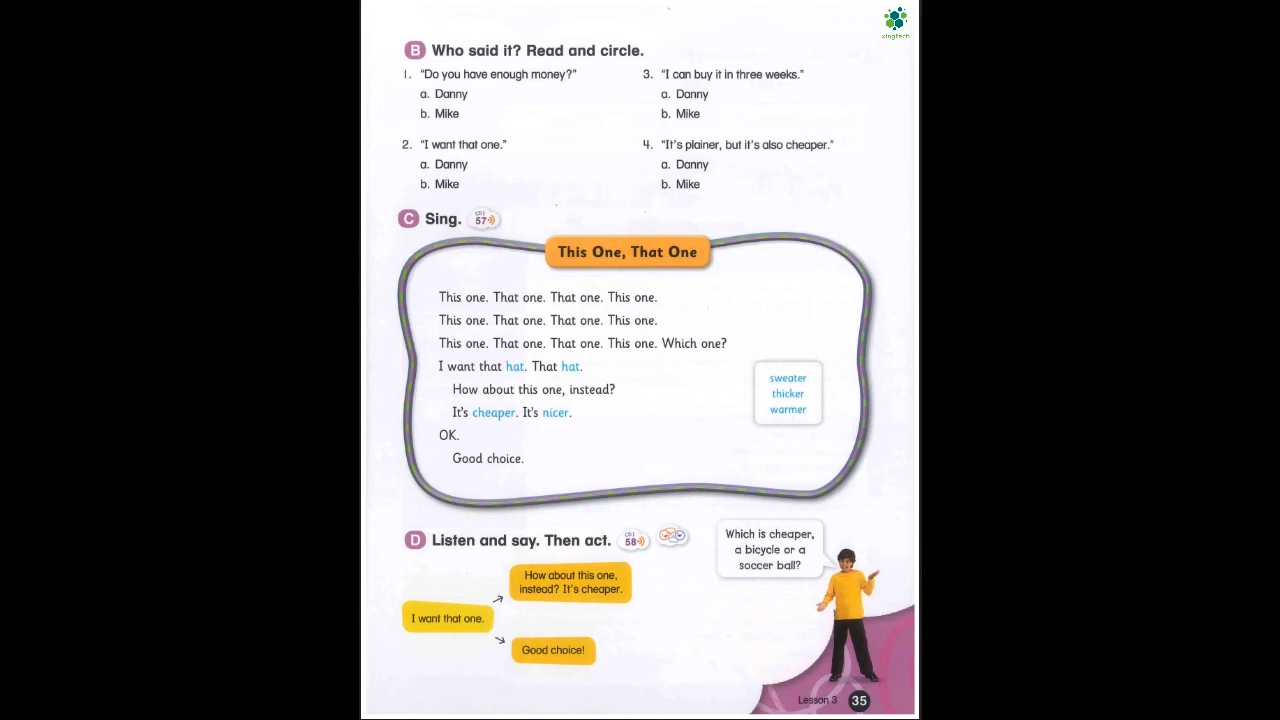 xingtech
B Who said it? Read and circle.
1. "Do you have enough money?"
a. Danny
b. Mike
2. "I want that one."
a. Danny
b. Mike
3. "I can buy it in three weeks."
a. Danny
b. Mike
4. "It's plainer, but it's also cheaper."
a. Danny
b. Mike
C Sing. CD1 57
This One, That One
This one. That one. That one. This one.
This one. That one. That one. This one.
This one. That one. That one. This one. Which one?
I want that hat. That hat.
How about this one, instead?
It's cheaper. It's nicer.
OK.
Good choice.
sweater
thicker
warmer
D Listen and say. Then act. CD1 58
I want that one.
How about this one,
instead? It's cheaper.
Good choice!
Which is cheaper,
a bicycle or a
soccer ball?
Lesson 3 35